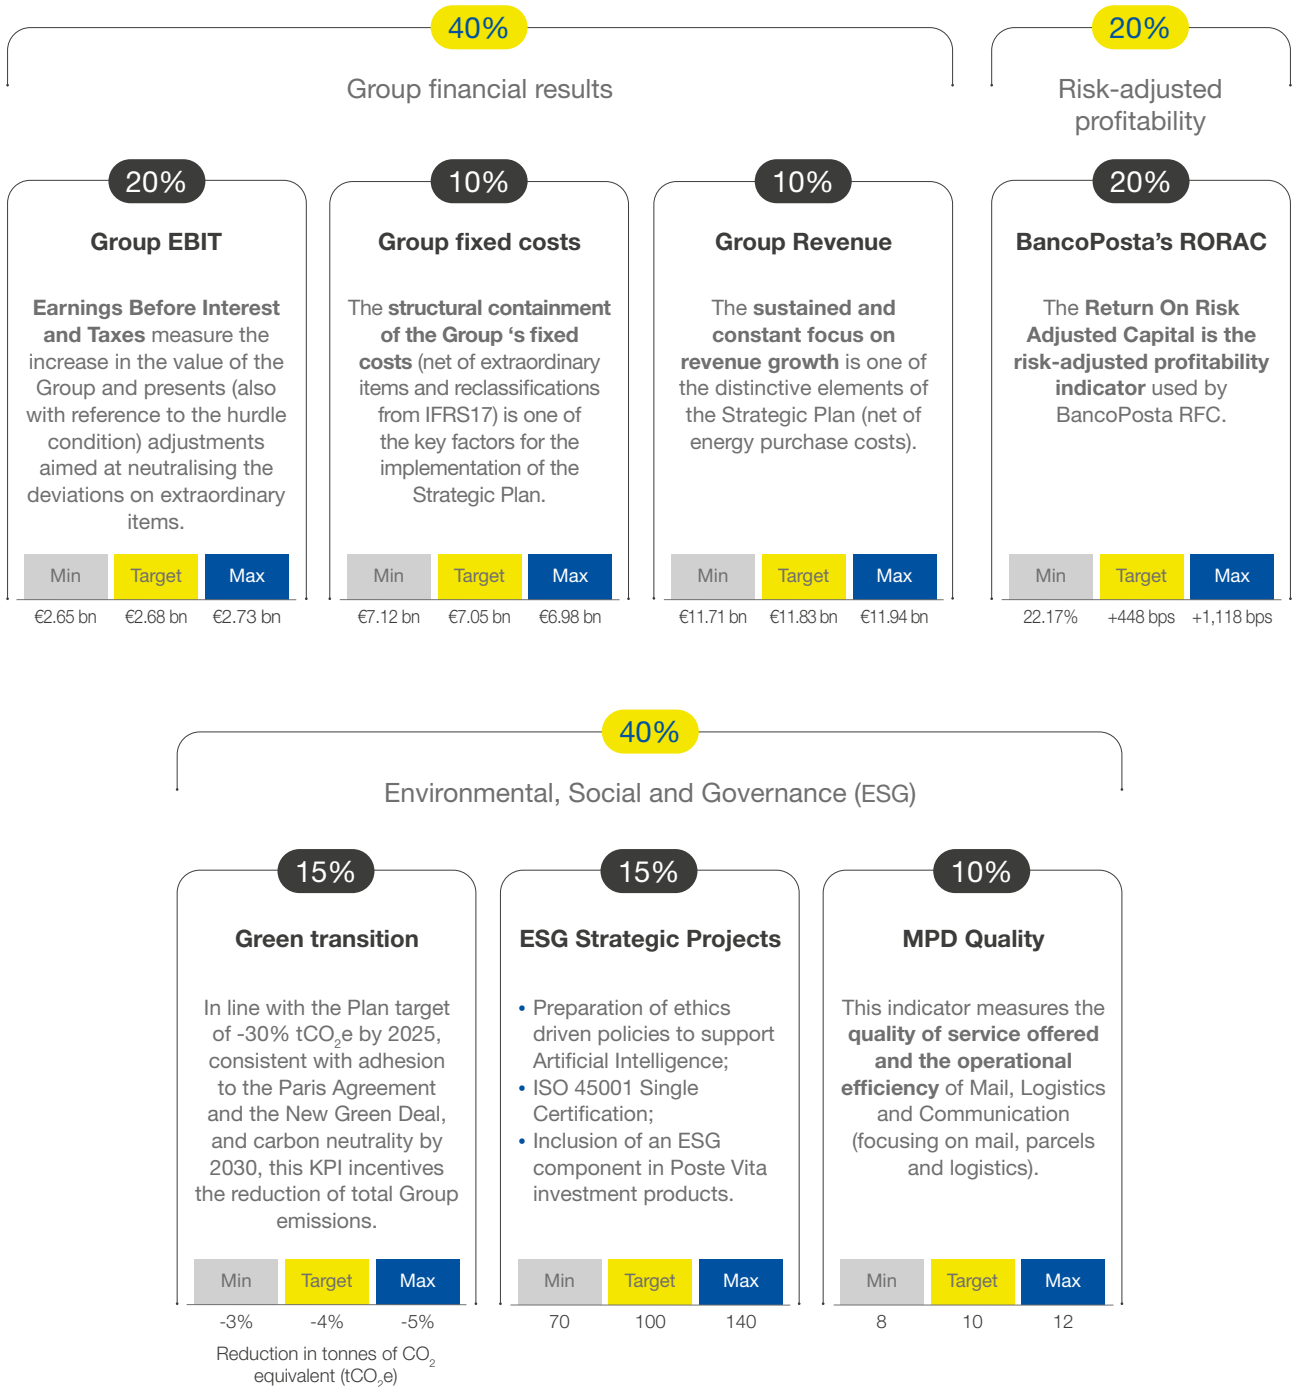 40%
Group financial results
20%
Risk-adjusted
profitability
20%
Group EBIT
Earnings Before Interest
and Taxes measure the
increase in the value of the
Group and presents (also
with reference to the hurdle
condition) adjustments
aimed at neutralising the
deviations on extraordinary
items.
Min Target Max
€2.65 bn €2.68 bn €2.73 bn
10%
Group fixed costs
The structural containment
of the Group ‘s fixed
costs (net of extraordinary
items and reclassifications
from IFRS17) is one of
the key factors for the
implementation of the
Strategic Plan.
Min Target Max
€7.12 bn €7.05 bn €6.98 bn
10%
Group Revenue
The sustained and
constant focus on
revenue growth is one of
the distinctive elements of
the Strategic Plan (net of
energy purchase costs).
Min Target Max
€11.71 bn €11.83 bn €11.94 bn
20%
BancoPosta’s RORAC
The Return On Risk
Adjusted Capital is the
risk-adjusted profitability
indicator used by
BancoPosta RFC.
Min Target Max
22.17% +448 bps +1,118 bps
40%
Environmental, Social and Governance (ESG)
15%
Green transition
In line with the Plan target
of -30% tCO₂e by 2025,
consistent with adhesion
to the Paris Agreement
and the New Green Deal,
and carbon neutrality by
2030, this KPI incentives
the reduction of total Group
emissions.
Min Target Max
-3% -4% -5%
Reduction in tonnes of CO₂
equivalent (tCO₂e)
15%
ESG Strategic Projects
• Preparation of ethics
driven policies to support
Artificial Intelligence;
• ISO 45001 Single
Certification;
• Inclusion of an ESG
component in Poste Vita
investment products.
Min Target Max
70 100 140
10%
MPD Quality
This indicator measures the
quality of service offered
and the operational
efficiency of Mail, Logistics
and Communication
(focusing on mail, parcels
and logistics).
Min Target Max
8 10 12